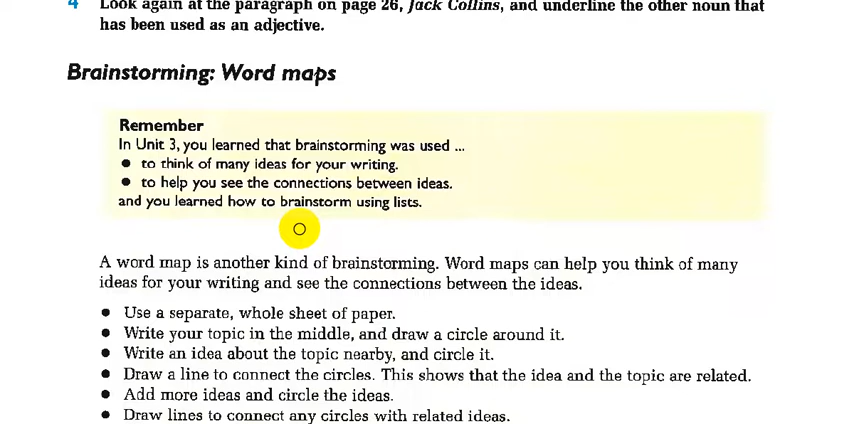 4 Look again at the paragraph on page 26, Jack Collins, and underline the other noun that
has been used as an adjective.
Brainstorming: Word maps
Remember
In Unit 3, you learned that brainstorming was used ...
● to think of many ideas for your writing.
● to help you see the connections between ideas.
and you learned how to brainstorm using lists.
A word map is another kind of brainstorming. Word maps can help you think of many
ideas for your writing and see the connections between the ideas.
● Use a separate, whole sheet of paper.
● Write your topic in the middle, and draw a circle around it.
● Write an idea about the topic nearby, and circle it.
● Draw a line to connect the circles. This shows that the idea and the topic are related.
● Add more ideas and circle the ideas.
● Draw lines to connect any circles with related ideas.